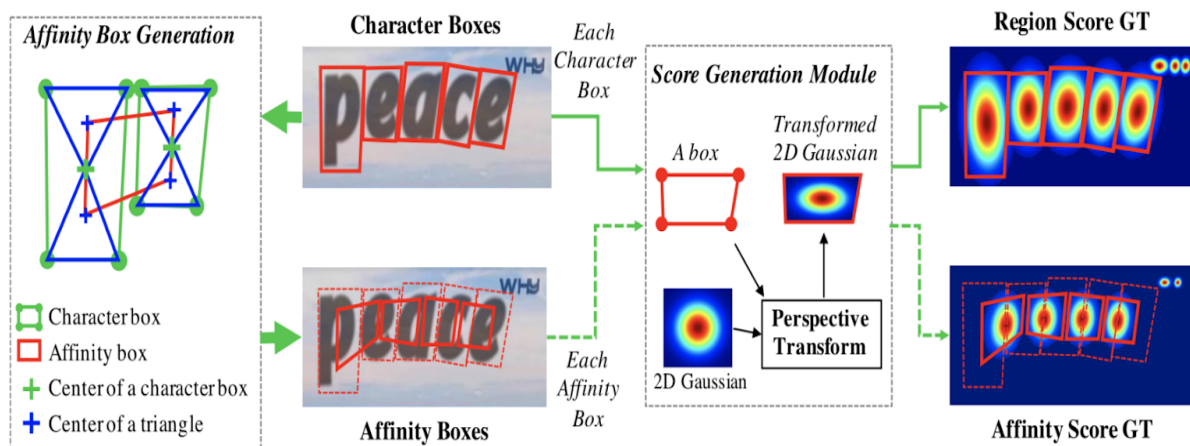 Affinity Box Generation
Character box
Affinity box
Center of a character box
Center of a triangle
Character Boxes
WHY
peace
Each
Character
Box
WHY
peace
Affinity Boxes
Each
Affinity
Box
Score Generation Module
A box
Transformed
2D Gaussian
2D Gaussian
Perspective
Transform
Region Score GT
Affinity Score GT